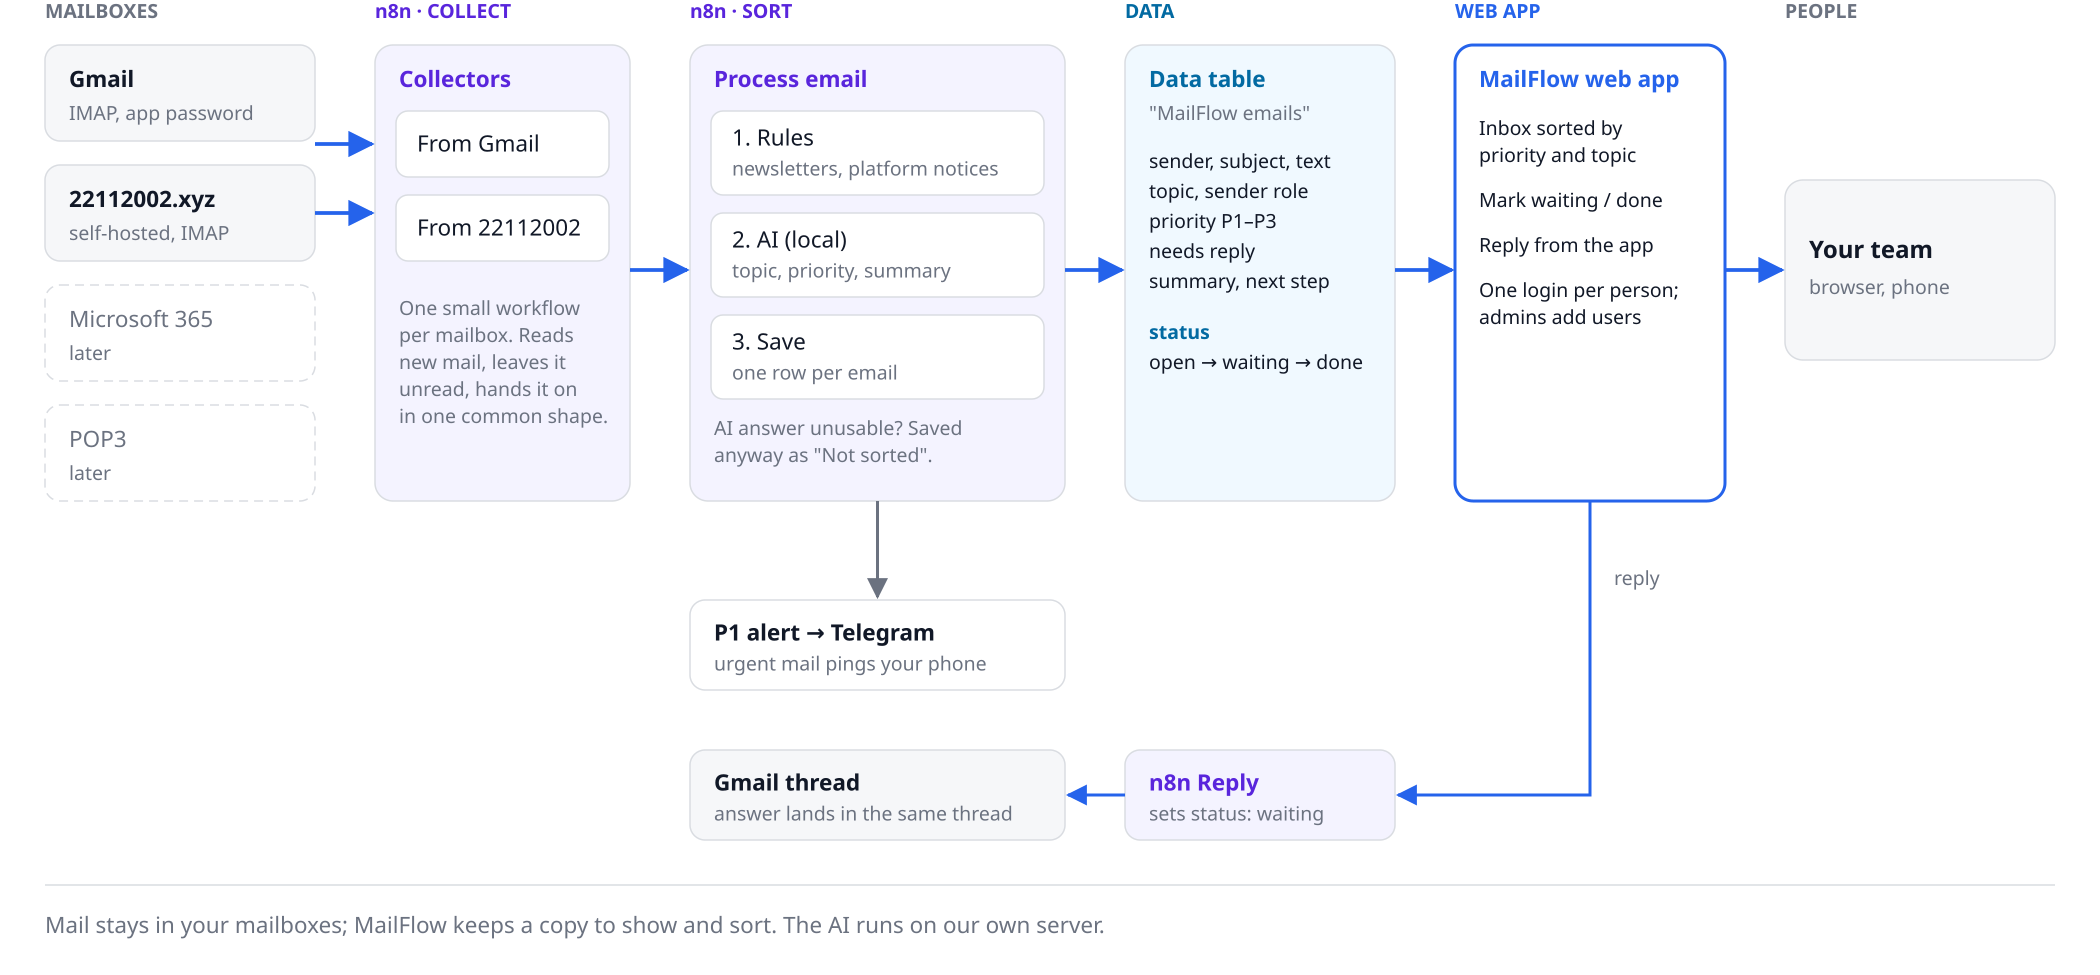 MAILBOXES
Gmail
IMAP, app password
22112002.xyz
self-hosted, IMAP
Microsoft 365
later
POP3
later
n8n · COLLECT
Collectors
From Gmail
From 22112002
One small workflow
per mailbox. Reads
new mail, leaves it
unread, hands it on
in one common shape.
n8n · SORT
Process email
1. Rules
newsletters, platform notices
2. AI (local)
topic, priority, summary
3. Save
one row per email
AI answer unusable? Saved
anyway as "Not sorted".
DATA
Data table
"MailFlow emails"
sender, subject, text
topic, sender role
priority P1–P3
needs reply
summary, next step
status
open → waiting → done
WEB APP
MailFlow web app
Inbox sorted by
priority and topic
Mark waiting / done
Reply from the app
One login per person;
admins add users
PEOPLE
Your team
browser, phone
reply
P1 alert → Telegram
urgent mail pings your phone
Gmail thread
answer lands in the same thread
n8n Reply
sets status: waiting
Mail stays in your mailboxes; MailFlow keeps a copy to show and sort. The AI runs on our own server.